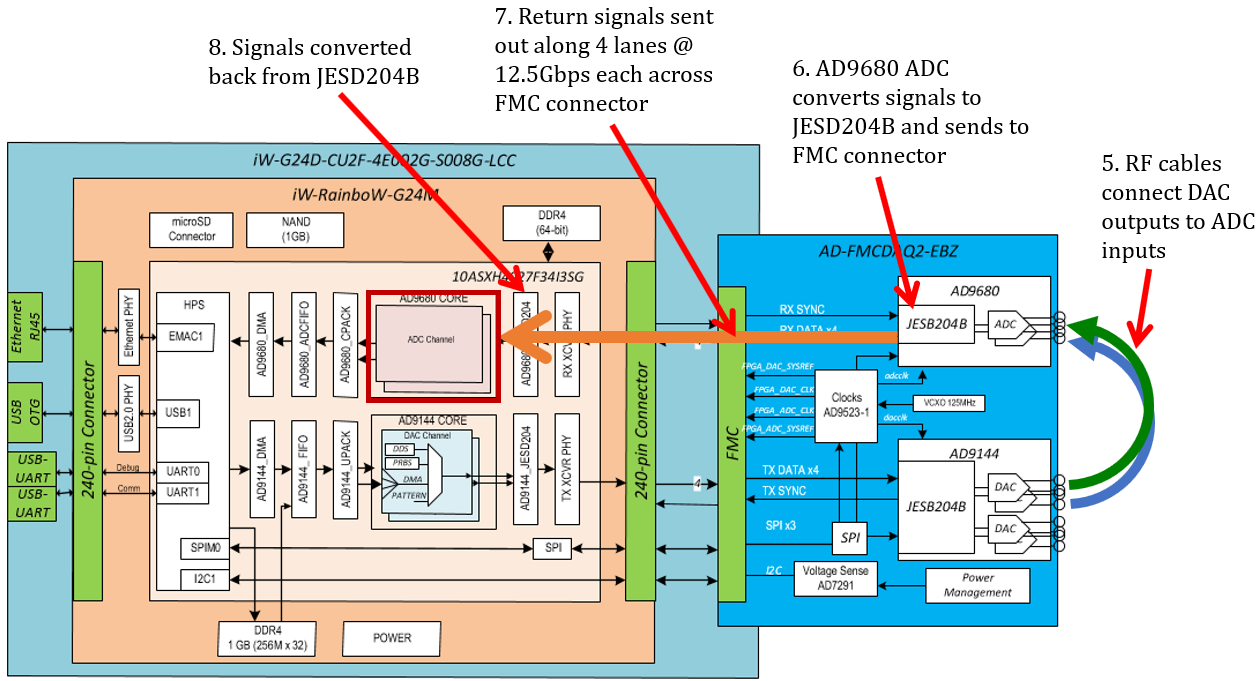 7. Return signals sent
out along 4 lanes @
12.5Gbps each across
FMC connector
8. Signals converted
back from JESD204B
6. AD9680 ADC
converts signals to
JESD204B and sends to
FMC connector
5. RF cables
connect DAC
outputs to ADC
inputs
iW-G24D-CU2F-4E002G-S008G-LCC
iW-RainboW-G24M
microSD
Connector
NAND
(1GB)
DDR4
(64-bit)
10ASXH4027F34I3SG
Ethernet
RJ45
USB
OTG
USB-
UART
USB-
UART
240-pin Connector
Ethernet PHY
USB2.0 PHY
Debug
Comm
HPS
EMAC1
USB1
UART0
UART1
SPIM0
I2C1
AD9680_DMA
AD9680_ADCFIFO
AD9680_CPACK
AD9680 CORE
ADC Channel
RX XCVR PHY
AD9144_DMA
AD9144_FIFO
AD9144_UPACK
AD9144 CORE
DAC Channel
DDS
PRBS
DMA
PATTERN
AD9144_JESD204
TX XCVR PHY
SPI
DDR4
1 GB (256M x 32)
POWER
240-pin Connector
4
FMC
AD-FMCDAQ2-EBZ
RX SYNC
RX DATA x4
FPGA_DAC_SYSREF
FPGA_DAC_CLK
FPGA_ADC_CLK
FPGA_ADC_SYSREF
TX DATA x4
TX SYNC
SPI x3
I2C
AD9680
JESB204B
ADC
adcclk
Clocks
AD9523-1
VCXO 125MHz
dacclk
AD9144
JESB204B
DAC
DAC
SPI
Voltage Sense
AD7291
Power
Management